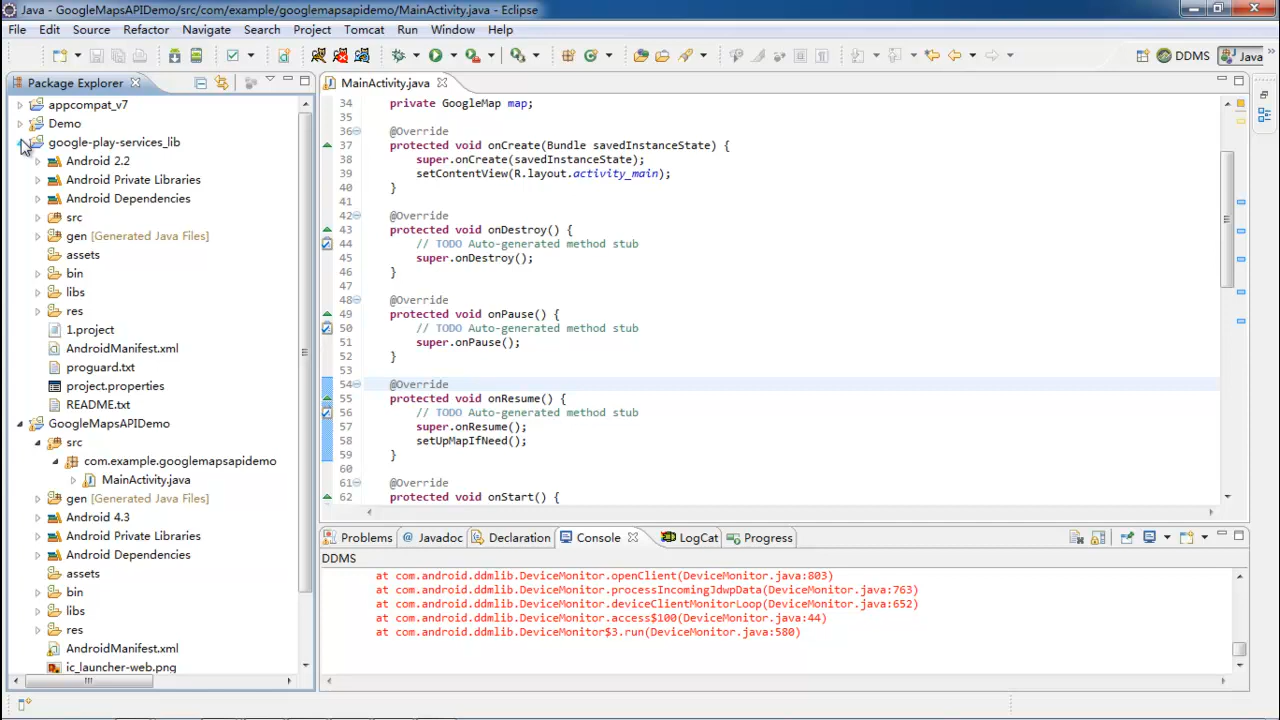 Java - GoogleMapsAPIDemo/src/com/example/googlemapsapidemo/MainActivity.java - Eclipse
File Edit Source Refactor Navigate Search Project Tomcat Run Window Help
DDMS Java
Package Explorer
appcompat_v7
Demo
google-play-services_lib
Android 2.2
Android Private Libraries
Android Dependencies
src
gen [Generated Java Files]
assets
bin
libs
res
1.project
AndroidManifest.xml
proguard.txt
project.properties
README.txt
GoogleMapsAPIDemo
src
com.example.googlemapsapidemo
MainActivity.java
gen [Generated Java Files]
Android 4.3
Android Private Libraries
Android Dependencies
assets
bin
libs
res
AndroidManifest.xml
ic_launcher-web.png
MainActivity.java
34 private GoogleMap map;
35
36 @Override
37 protected void onCreate(Bundle savedInstanceState) {
38 super.onCreate(savedInstanceState);
39 setContentView(R.layout.activity_main);
40 }
41
42 @Override
43 protected void onDestroy() {
44 // TODO Auto-generated method stub
45 super.onDestroy();
46 }
47
48 @Override
49 protected void onPause() {
50 // TODO Auto-generated method stub
51 super.onPause();
52 }
53
54 @Override
55 protected void onResume() {
56 // TODO Auto-generated method stub
57 super.onResume();
58 setUpMapIfNeed();
59 }
60
61 @Override
62 protected void onStart() {
Problems Javadoc Declaration Console LogCat Progress
DDMS
at com.android.ddmlib.DeviceMonitor.openClient(DeviceMonitor.java:803)
at com.android.ddmlib.DeviceMonitor.processIncomingJdwpData(DeviceMonitor.java:763)
at com.android.ddmlib.DeviceMonitor.deviceClientMonitorLoop(DeviceMonitor.java:652)
at com.android.ddmlib.DeviceMonitor.access$100(DeviceMonitor.java:44)
at com.android.ddmlib.DeviceMonitor$3.run(DeviceMonitor.java:580)